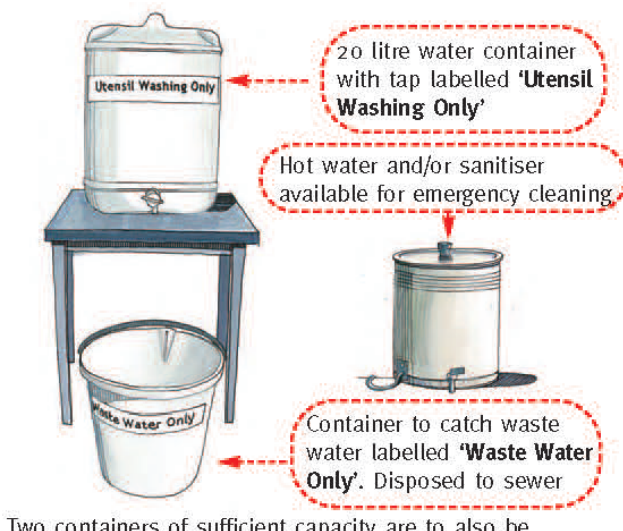 Utensil Washing Only
20 litre water container
with tap labelled 'Utensil
Washing Only'
Hot water and/or sanitiser
available for emergency cleaning
Waste Water Only
Container to catch waste
water labelled 'Waste Water
Only'. Disposed to sewer
Two containers of sufficient capacity are to also be